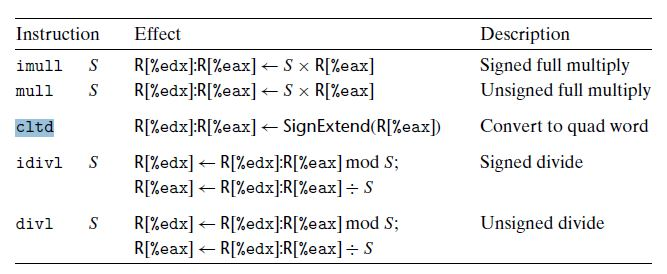 Instruction Effect Description
imull S R[%edx]:R[%eax] ← S × R[%eax] Signed full multiply
mull S R[%edx]:R[%eax] ← S × R[%eax] Unsigned full multiply
cltd R[%edx]:R[%eax] ← SignExtend(R[%eax]) Convert to quad word
idivl S R[%edx] ← R[%edx]:R[%eax] mod S; Signed divide
R[%eax] ← R[%edx]:R[%eax] ÷ S
divl S R[%edx] ← R[%edx]:R[%eax] mod S; Unsigned divide
R[%eax] ← R[%edx]:R[%eax] ÷ S